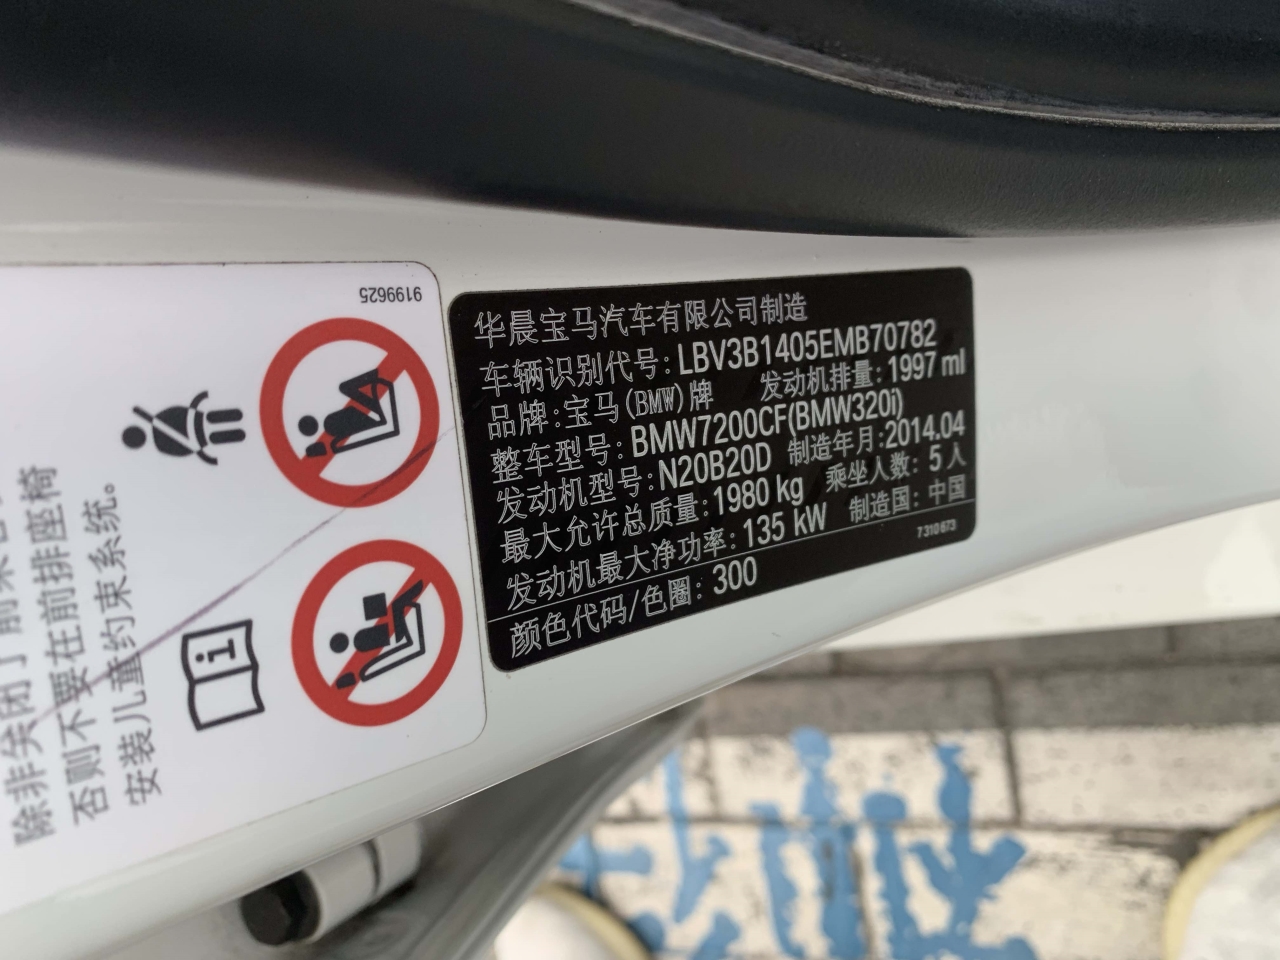 9199625
除非关闭了前乘客
否则不要在前排座椅
安装儿童约束系统。
华晨宝马汽车有限公司制造
车辆识别代号: LBV3B1405EMB70782
品牌: 宝马(BMW)牌 发动机排量: 1997 ml
整车型号: BMW7200CF(BMW320i)
发动机型号: N20B20D 制造年月: 2014.04
最大允许总质量: 1980 kg 乘坐人数: 5人
发动机最大净功率: 135 kW 制造国: 中国
颜色代码/色圈: 300
7310673